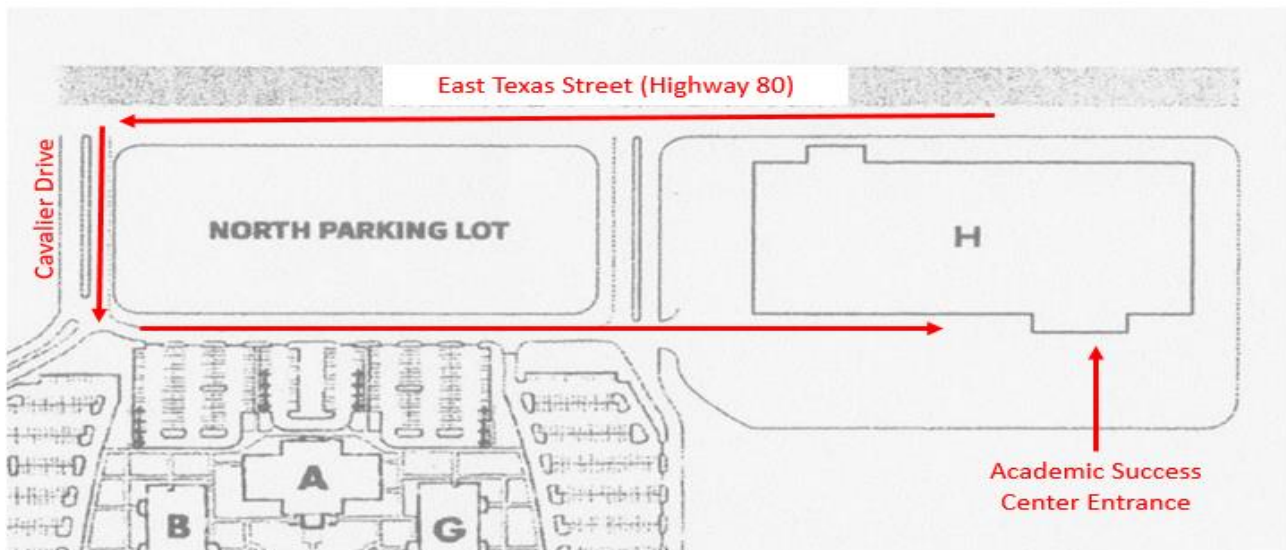 East Texas Street (Highway 80)
Cavalier Drive
NORTH PARKING LOT
H
A
B
G
Academic Success
Center Entrance